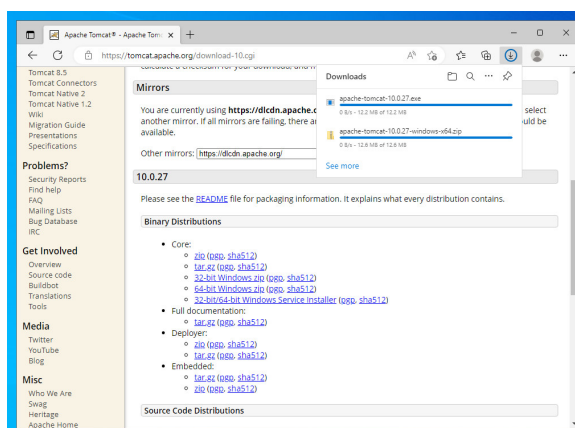 Apache Tomcat® - Apache Tomc
https://tomcat.apache.org/download-10.cgi
Downloads
apache-tomcat-10.0.27.exe
0 B/s - 12.2 MB of 12.2 MB
apache-tomcat-10.0.27-windows-x64.zip
0 B/s - 12.6 MB of 12.6 MB
See more
Tomcat 8.5
Tomcat Connectors
Tomcat Native 2
Tomcat Native 1.2
Wiki
Migration Guide
Presentations
Specifications
Problems?
Security Reports
Find help
FAQ
Mailing Lists
Bug Database
IRC
Get Involved
Overview
Source code
Buildbot
Translations
Tools
Media
Twitter
YouTube
Blog
Misc
Who We Are
Swag
Heritage
Apache Home
Mirrors
You are currently using https://dlcdn.apache.o select
another mirror. If all mirrors are failing, there ar uld be
available.
Other mirrors: https://dlcdn.apache.org/
10.0.27
Please see the README file for packaging information. It explains what every distribution contains.
Binary Distributions
Core:
zip (pgp, sha512)
tar.gz (pgp, sha512)
32-bit Windows zip (pgp, sha512)
64-bit Windows zip (pgp, sha512)
32-bit/64-bit Windows Service Installer (pgp, sha512)
Full documentation:
tar.gz (pgp, sha512)
Deployer:
zip (pgp, sha512)
tar.gz (pgp, sha512)
Embedded:
tar.gz (pgp, sha512)
zip (pgp, sha512)
Source Code Distributions